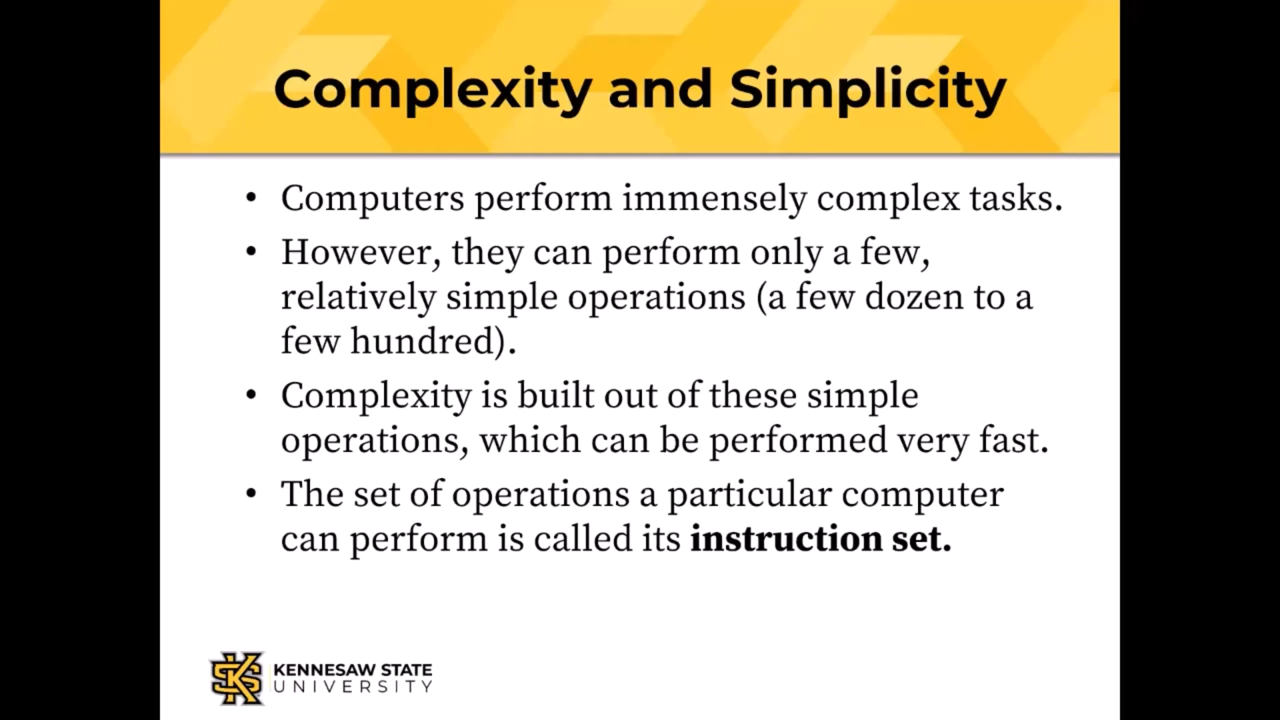 Complexity and Simplicity
• Computers perform immensely complex tasks.
• However, they can perform only a few,
relatively simple operations (a few dozen to a
few hundred).
• Complexity is built out of these simple
operations, which can be performed very fast.
• The set of operations a particular computer
can perform is called its instruction set.
KENNESAW STATE
UNIVERSITY